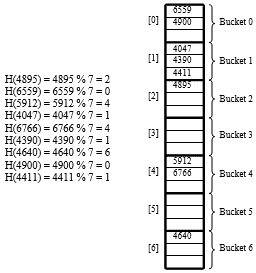 H(4895) = 4895 % 7 = 2
H(6559) = 6559 % 7 = 0
H(5912) = 5912 % 7 = 4
H(4047) = 4047 % 7 = 1
H(6766) = 6766 % 7 = 4
H(4390) = 4390 % 7 = 1
H(4640) = 4640 % 7 = 6
H(4900) = 4900 % 7 = 0
H(4411) = 4411 % 7 = 1
6559
[0] 4900 Bucket 0
4047
[1] 4390 Bucket 1
4411
4895
[2] Bucket 2
[3] Bucket 3
5912
[4] 6766 Bucket 4
[5] Bucket 5
4640
[6] Bucket 6